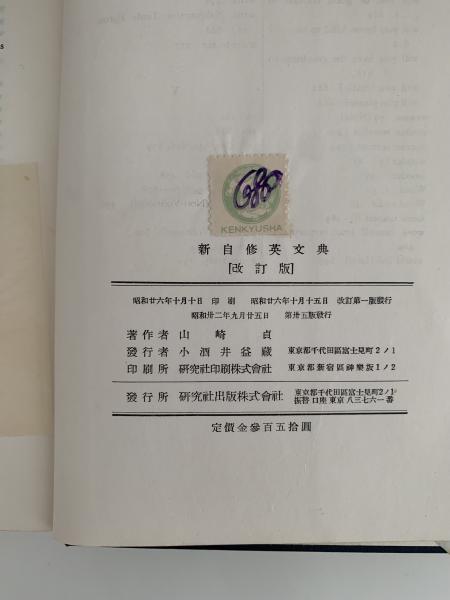 KENKYUSHA
新自修英文典
[改訂版]
昭和廿六年十月十日 印刷 昭和廿六年十月十五日 改訂第一版發行
昭和卅二年九月廿五日 第卅五版發行
著作者 山崎貞
發行者 小酒井益藏 東京都千代田區富士見町2ノ1
印刷所 研究社印刷株式會社 東京都新宿區神樂坂1ノ2
發行所 研究社出版株式會社 東京都千代田區富士見町2ノ1
振替口座東京八三七六一番
定價金參百五拾圓